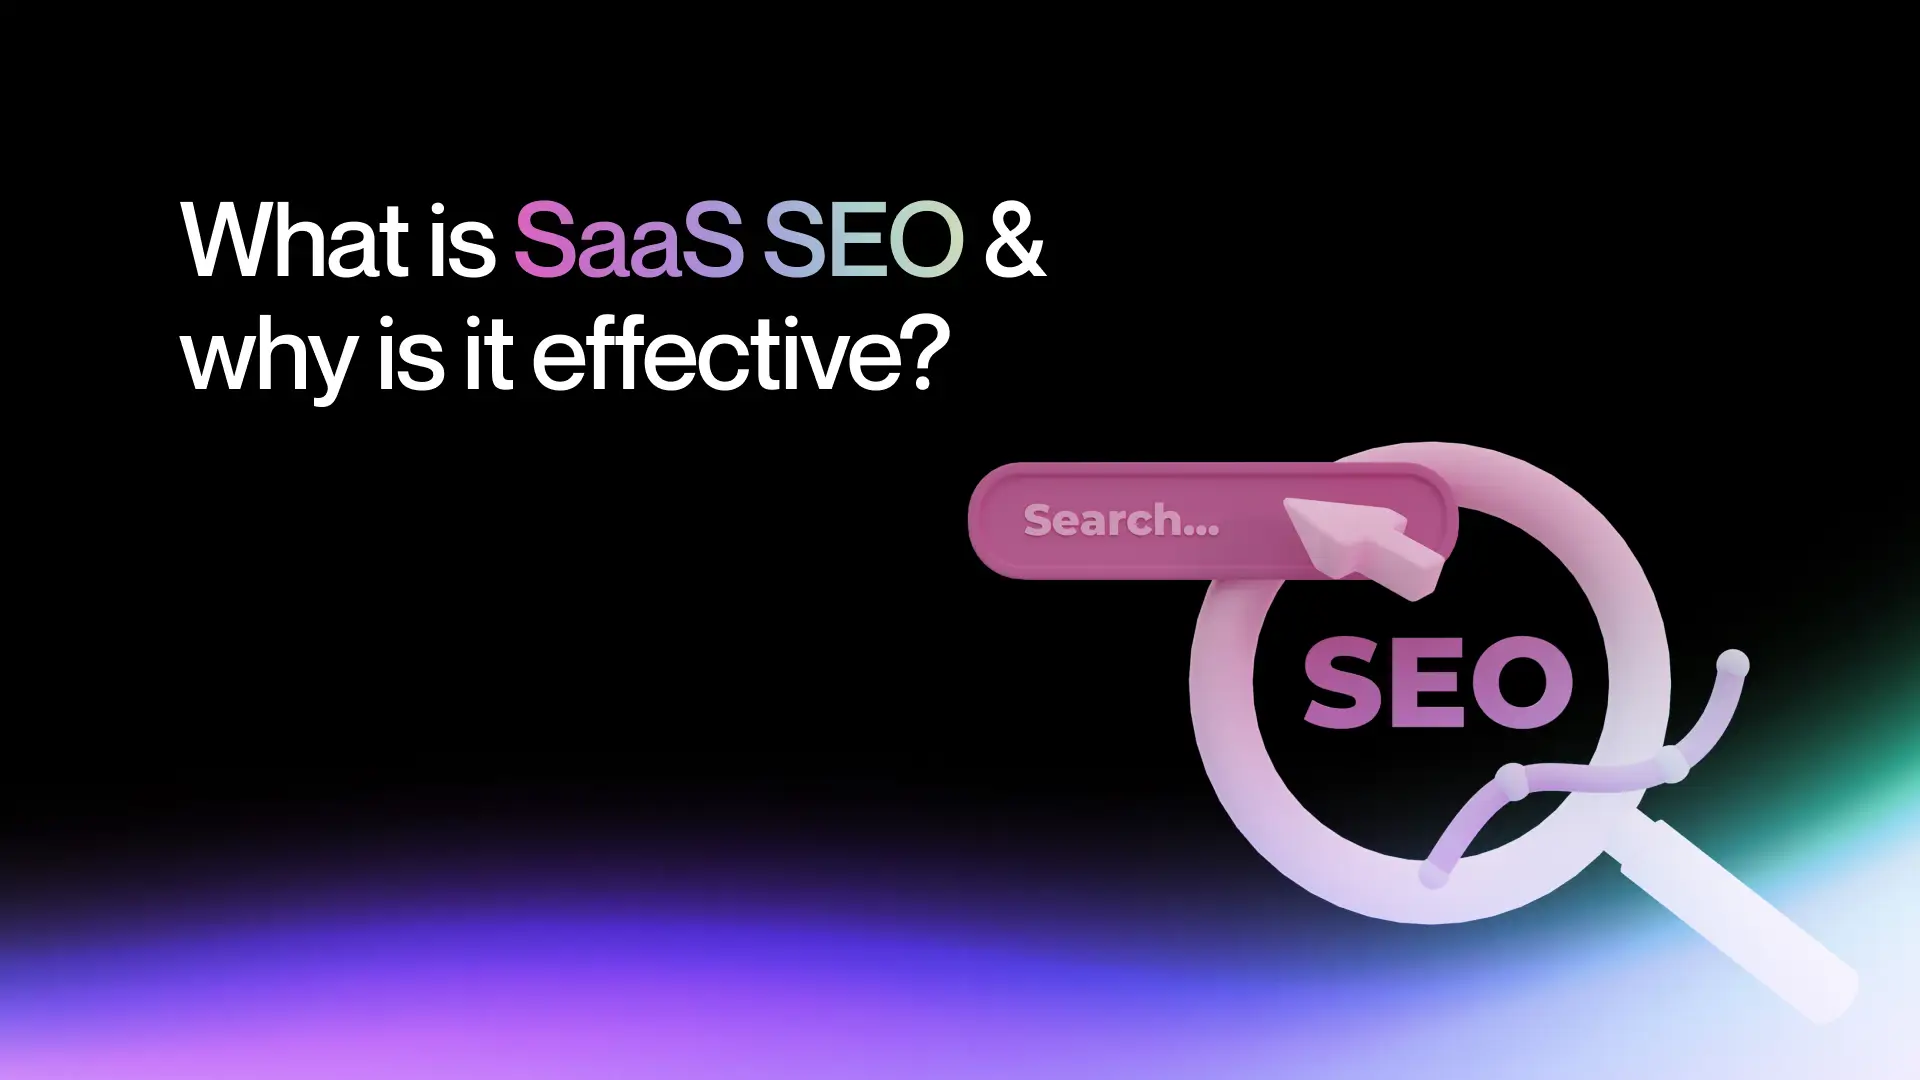 What is SaaS SEO &
why is it effective?
Search...
SEO